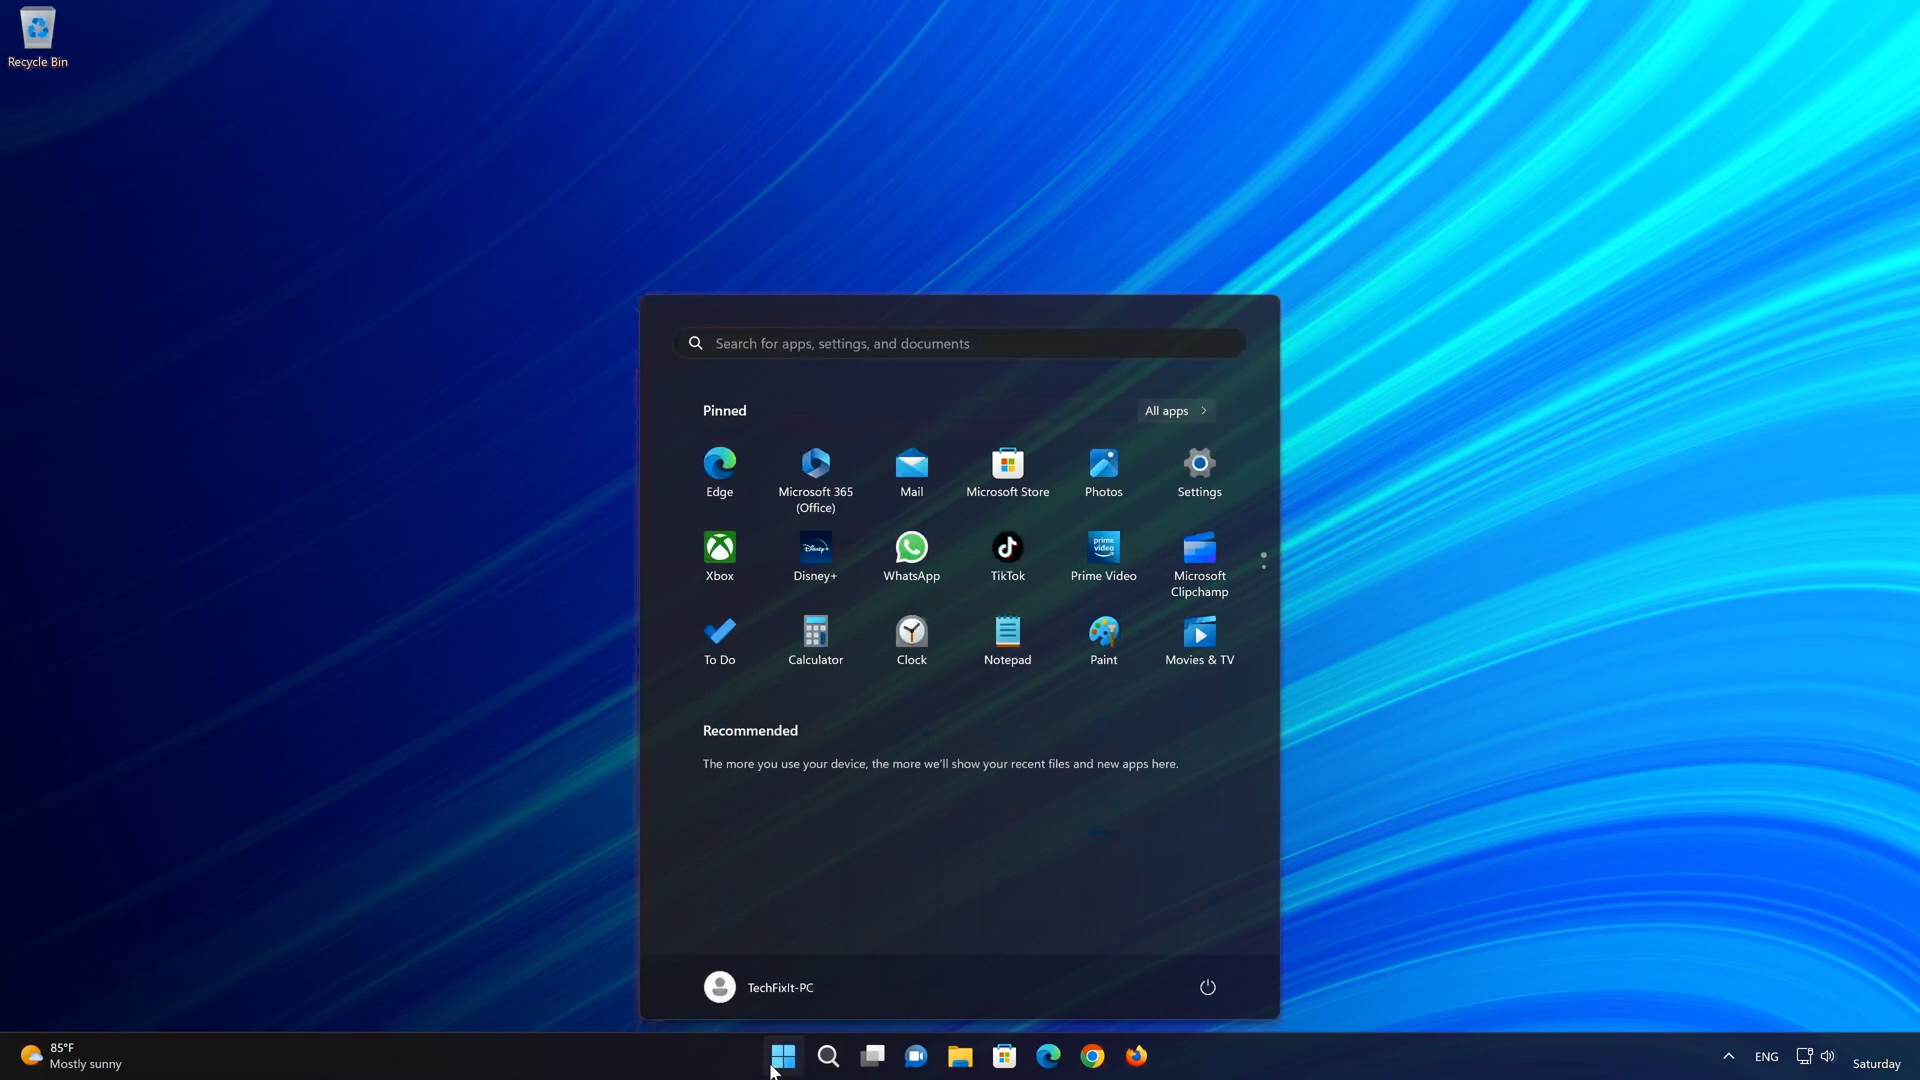 Recycle Bin
Search for apps, settings, and documents
Pinned
All apps
Edge
Microsoft 365
(Office)
Mail
Microsoft Store
Photos
Settings
Xbox
Disney+
Disney+
WhatsApp
TikTok
prime
video
Prime Video
Microsoft
Clipchamp
To Do
Calculator
Clock
Notepad
Paint
Movies & TV
Recommended
The more you use your device, the more we'll show your recent files and new apps here.
TechFixIt-PC
85°F
Mostly sunny
ENG
Saturday